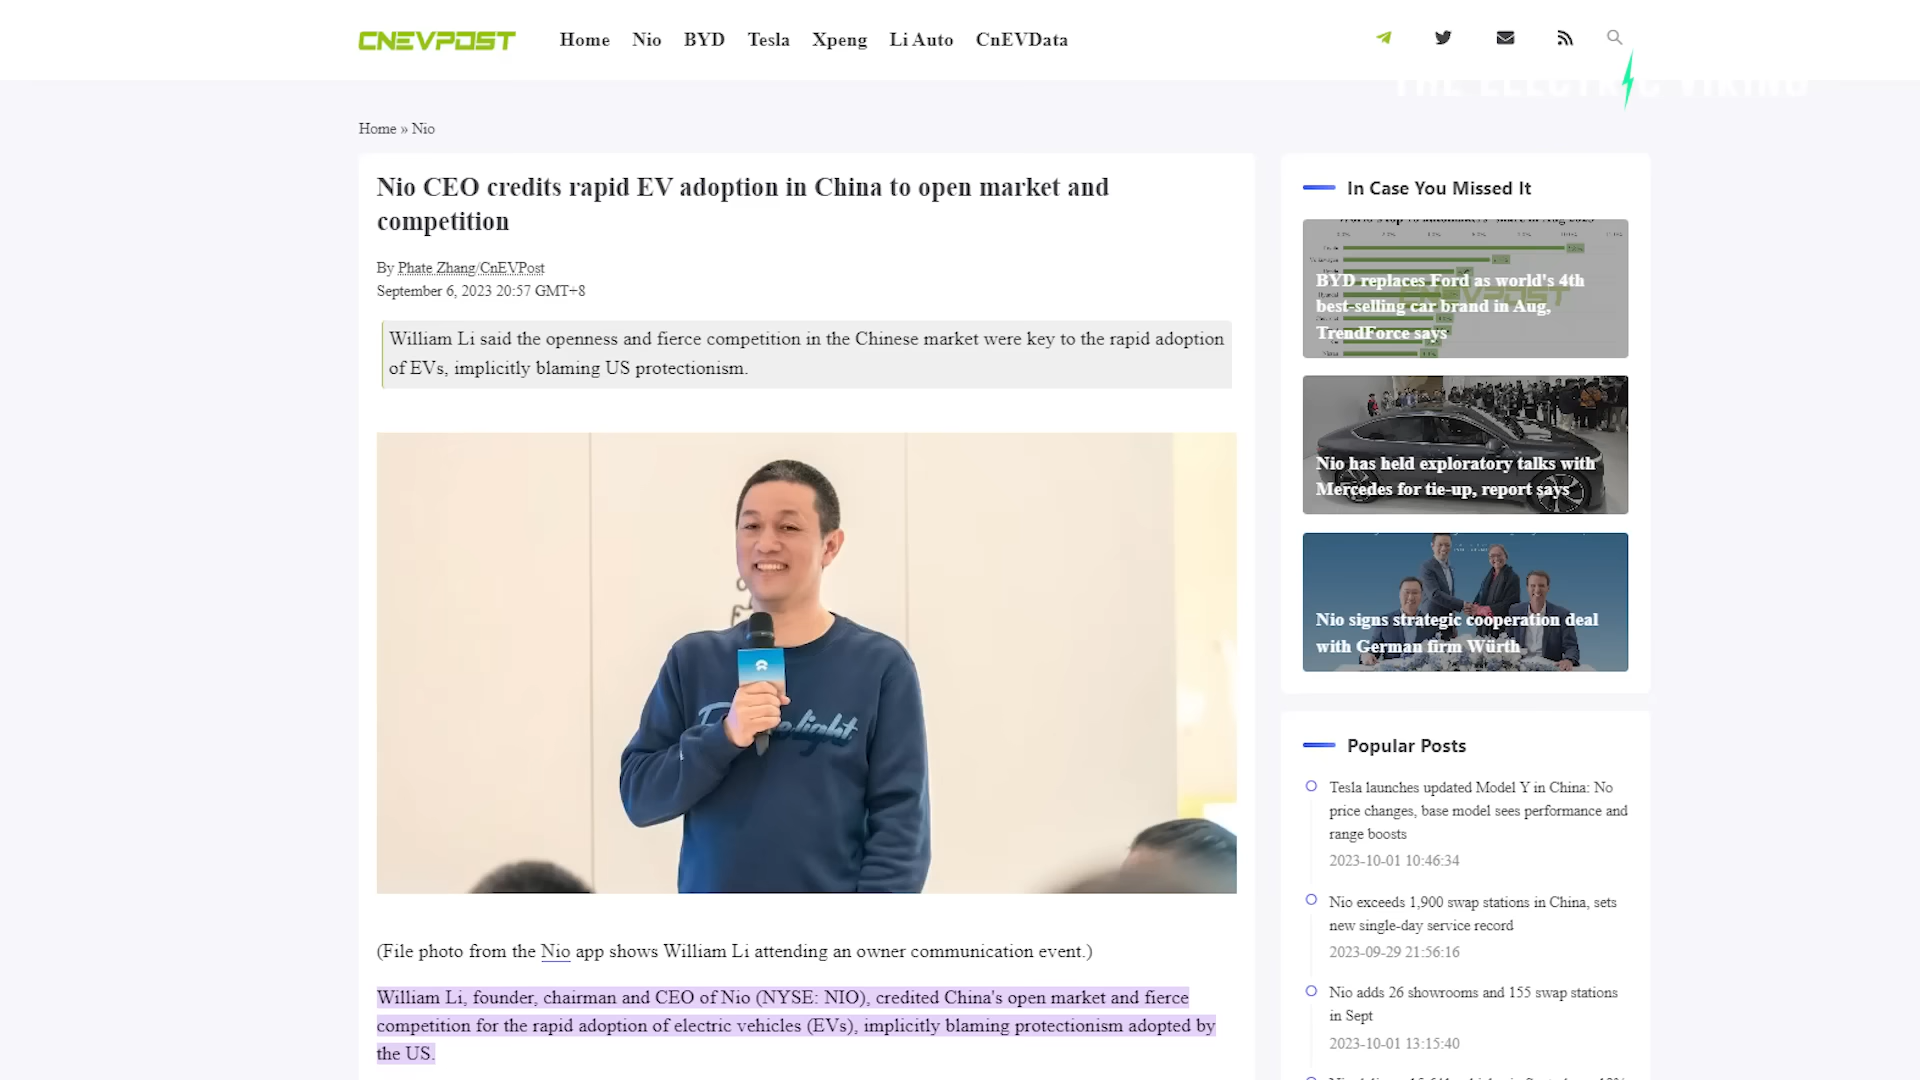 CNEVPOST
Home
Nio
BYD
Tesla
Xpeng
Li Auto
CnEVData
THE ELECTRIC VIKING
Home » Nio
Nio CEO credits rapid EV adoption in China to open market and
competition
By Phate Zhang/CnEVPost
September 6, 2023 20:57 GMT+8
William Li said the openness and fierce competition in the Chinese market were key to the rapid adoption
of EVs, implicitly blaming US protectionism.
(File photo from the Nio app shows William Li attending an owner communication event.)
William Li, founder, chairman and CEO of Nio (NYSE: NIO), credited China's open market and fierce
competition for the rapid adoption of electric vehicles (EVs), implicitly blaming protectionism adopted by
the US.
In Case You Missed It
BYD replaces Ford as world's 4th
best-selling car brand in Aug,
TrendForce says
Nio has held exploratory talks with
Mercedes for tie-up, report says
Nio signs strategic cooperation deal
with German firm Würth
Popular Posts
Tesla launches updated Model Y in China: No
price changes, base model sees performance and
range boosts
2023-10-01 10:46:34
Nio exceeds 1,900 swap stations in China, sets
new single-day service record
2023-09-29 21:56:16
Nio adds 26 showrooms and 155 swap stations
in Sept
2023-10-01 13:15:40